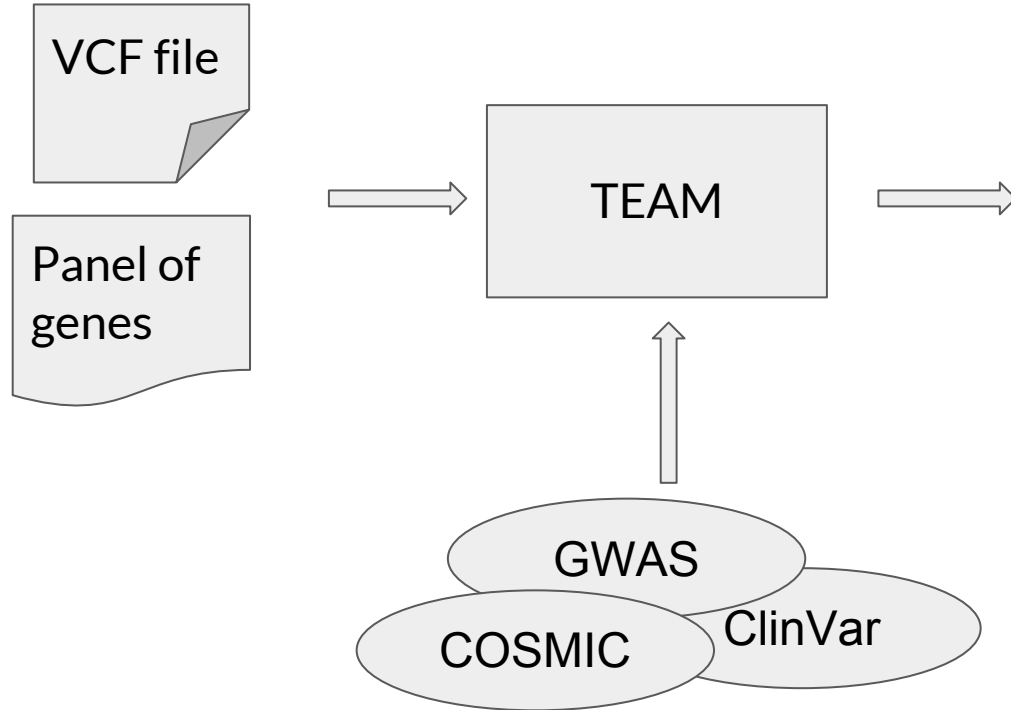 VCF file
Panel of
genes
TEAM
GWAS
COSMIC
ClinVar